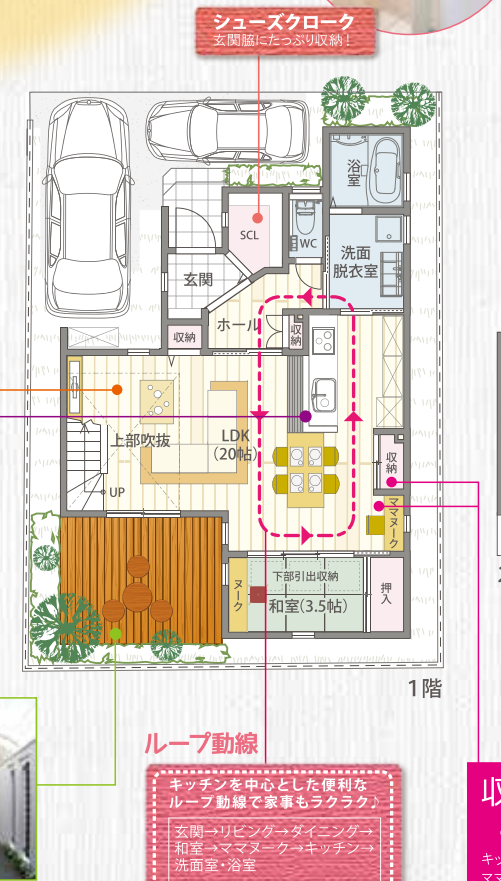 シューズクローク
玄関脇にたっぷり収納！
浴室
SCL
WC
洗面
脱衣室
玄関
ホール
収納
収納
上部吹抜
LDK
(20帖)
収納
UP
ママヌーク
ヌーク
下部引出収納
和室(3.5帖)
押入
1階
ループ動線
キッチンを中心とした便利な
ループ動線で家事もラクラク♪
玄関→リビング→ダイニング→
和室→ママヌーク→キッチン→
洗面室・浴室
収
キッ
ママ